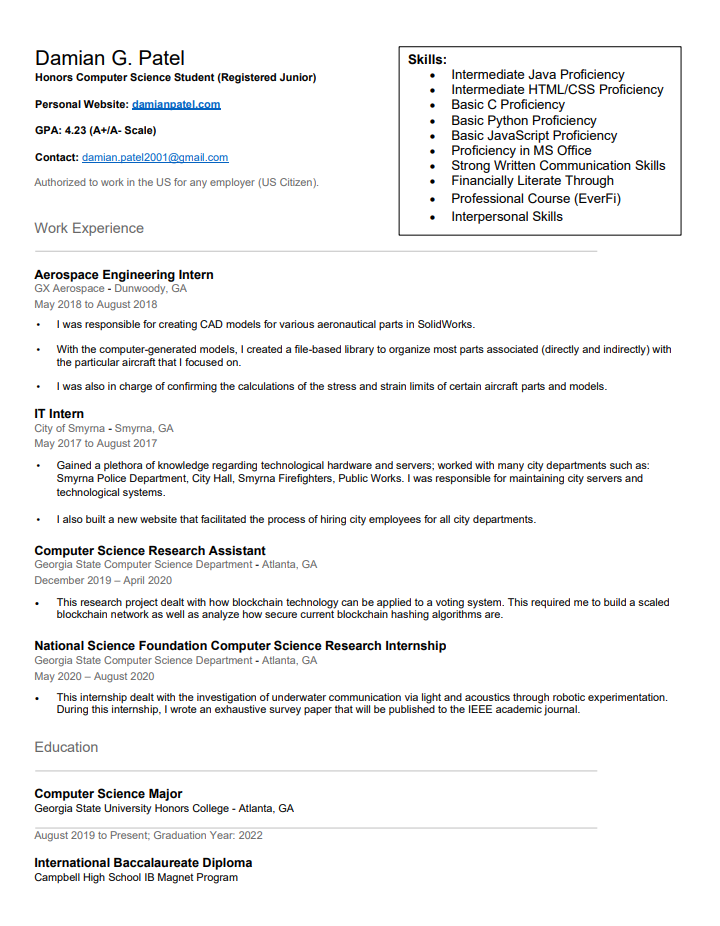 Damian G. Patel
Honors Computer Science Student (Registered Junior)
Personal Website: damianpatel.com
GPA: 4.23 (A+/A- Scale)
Contact: damian.patel2001@gmail.com
Authorized to work in the US for any employer (US Citizen).
Skills:
• Intermediate Java Proficiency
• Intermediate HTML/CSS Proficiency
• Basic C Proficiency
• Basic Python Proficiency
• Basic JavaScript Proficiency
• Proficiency in MS Office
• Strong Written Communication Skills
• Financially Literate Through
• Professional Course (EverFi)
• Interpersonal Skills
Work Experience
Aerospace Engineering Intern
GX Aerospace - Dunwoody, GA
May 2018 to August 2018
• I was responsible for creating CAD models for various aeronautical parts in SolidWorks.
• With the computer-generated models, I created a file-based library to organize most parts associated (directly and indirectly) with
the particular aircraft that I focused on.
• I was also in charge of confirming the calculations of the stress and strain limits of certain aircraft parts and models.
IT Intern
City of Smyrna - Smyrna, GA
May 2017 to August 2017
• Gained a plethora of knowledge regarding technological hardware and servers; worked with many city departments such as:
Smyrna Police Department, City Hall, Smyrna Firefighters, Public Works. I was responsible for maintaining city servers and
technological systems.
• I also built a new website that facilitated the process of hiring city employees for all city departments.
Computer Science Research Assistant
Georgia State Computer Science Department - Atlanta, GA
December 2019 – April 2020
• This research project dealt with how blockchain technology can be applied to a voting system. This required me to build a scaled
blockchain network as well as analyze how secure current blockchain hashing algorithms are.
National Science Foundation Computer Science Research Internship
Georgia State Computer Science Department - Atlanta, GA
May 2020 – August 2020
• This internship dealt with the investigation of underwater communication via light and acoustics through robotic experimentation.
During this internship, I wrote an exhaustive survey paper that will be published to the IEEE academic journal.
Education
Computer Science Major
Georgia State University Honors College - Atlanta, GA
August 2019 to Present; Graduation Year: 2022
International Baccalaureate Diploma
Campbell High School IB Magnet Program